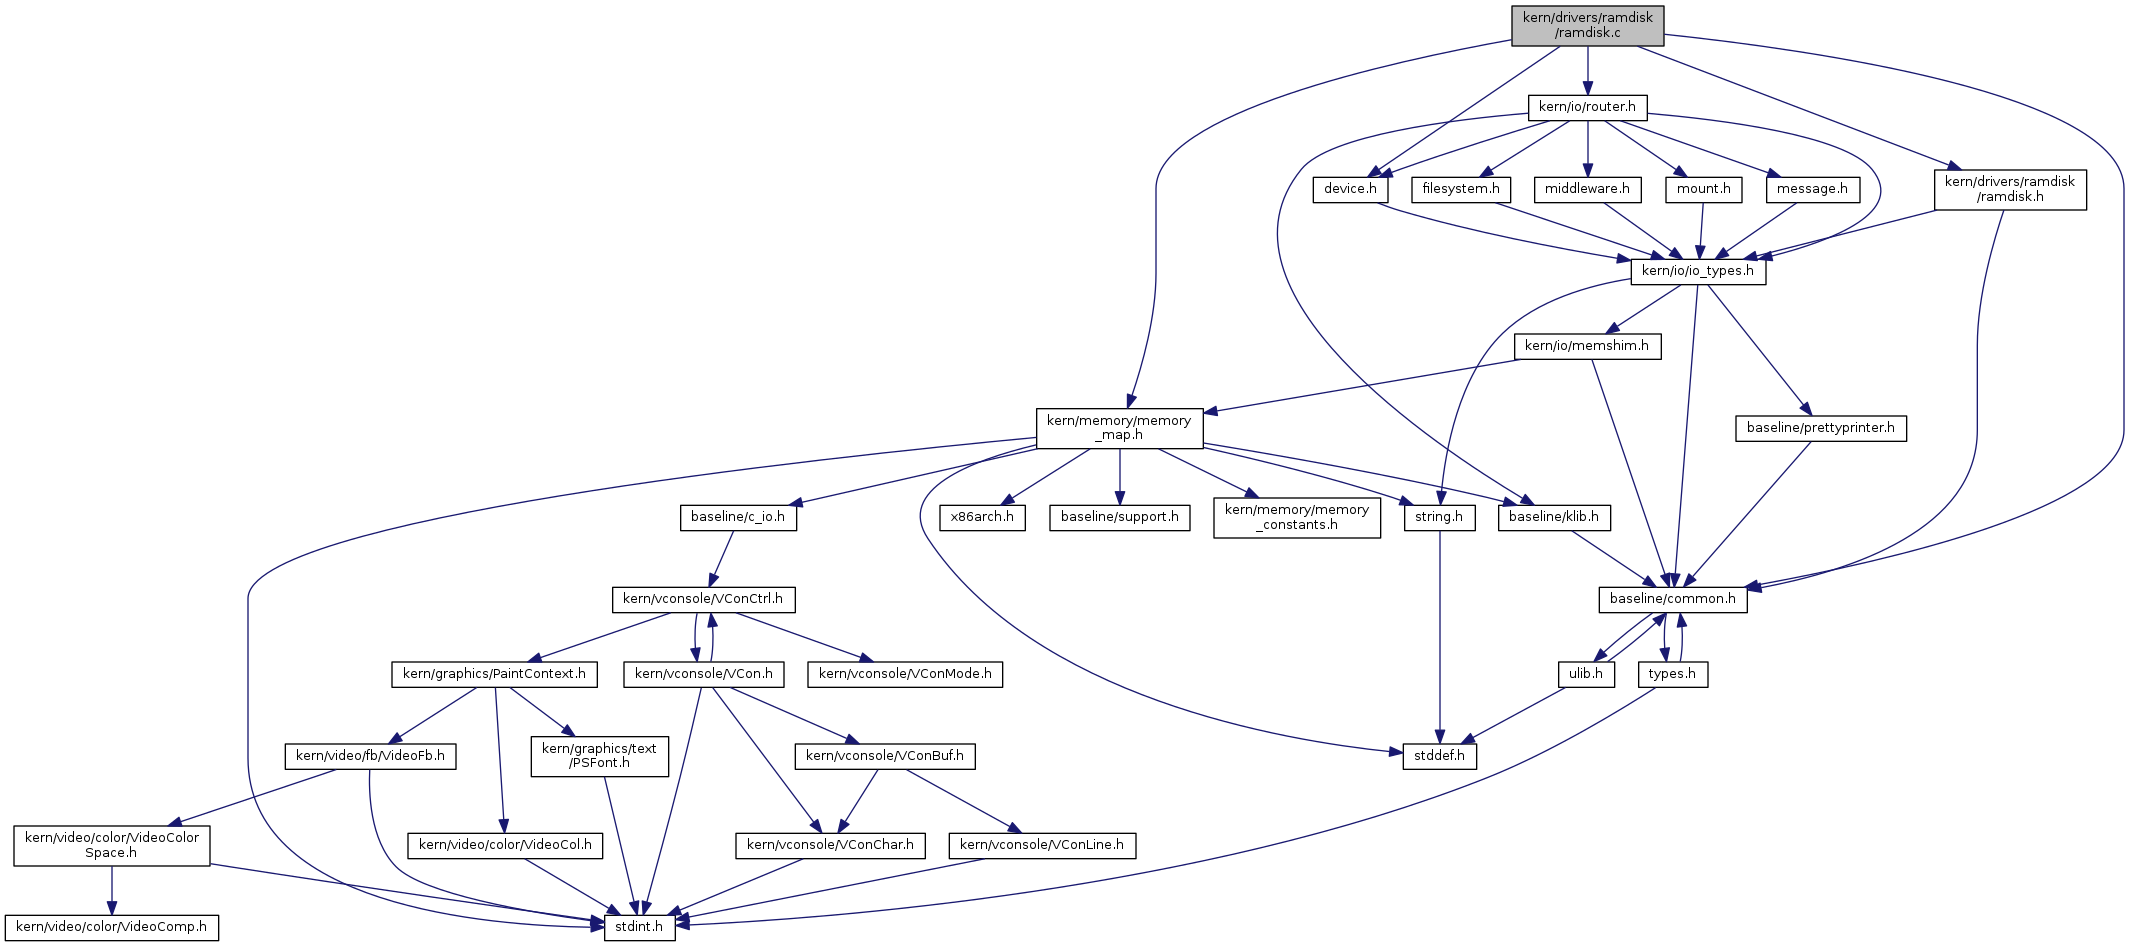 kern/drivers/ramdisk
/ramdisk.c
kern/io/router.h
device.h
filesystem.h
middleware.h
mount.h
message.h
kern/drivers/ramdisk
/ramdisk.h
kern/io/io_types.h
kern/io/memshim.h
kern/memory/memory
_map.h
baseline/prettyprinter.h
baseline/c_io.h
x86arch.h
baseline/support.h
kern/memory/memory
_constants.h
string.h
baseline/klib.h
kern/vconsole/VConCtrl.h
baseline/common.h
kern/graphics/PaintContext.h
kern/vconsole/VCon.h
kern/vconsole/VConMode.h
ulib.h
types.h
kern/video/fb/VideoFb.h
kern/graphics/text
/PSFont.h
kern/vconsole/VConBuf.h
stddef.h
kern/video/color/VideoColor
Space.h
kern/video/color/VideoCol.h
kern/vconsole/VConChar.h
kern/vconsole/VConLine.h
kern/video/color/VideoComp.h
stdint.h